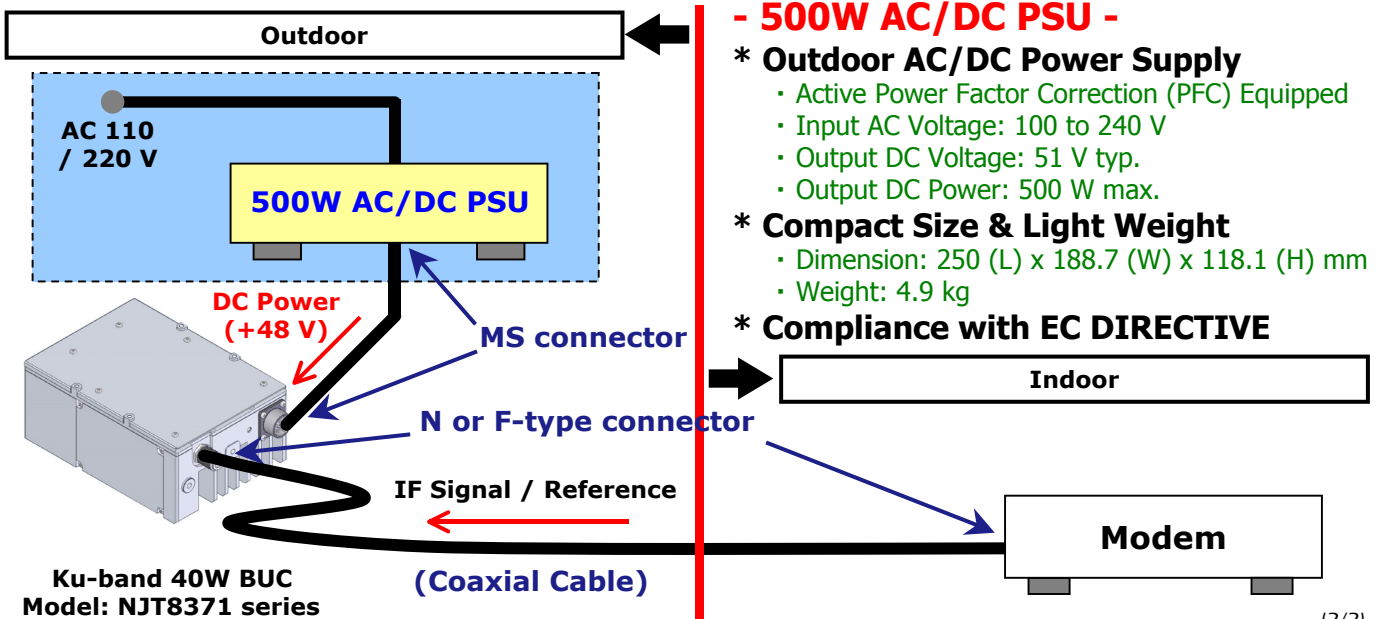 Outdoor
AC 110
/ 220 V
500W AC/DC PSU
DC Power
(+48 V)
MS connector
N or F-type connector
IF Signal / Reference
(Coaxial Cable)
Ku-band 40W BUC
Model: NJT8371 series
- 500W AC/DC PSU -
* Outdoor AC/DC Power Supply
・Active Power Factor Correction (PFC) Equipped
・Input AC Voltage: 100 to 240 V
・Output DC Voltage: 51 V typ.
・Output DC Power: 500 W max.
* Compact Size & Light Weight
・Dimension: 250 (L) x 188.7 (W) x 118.1 (H) mm
・Weight: 4.9 kg
* Compliance with EC DIRECTIVE
Indoor
Modem